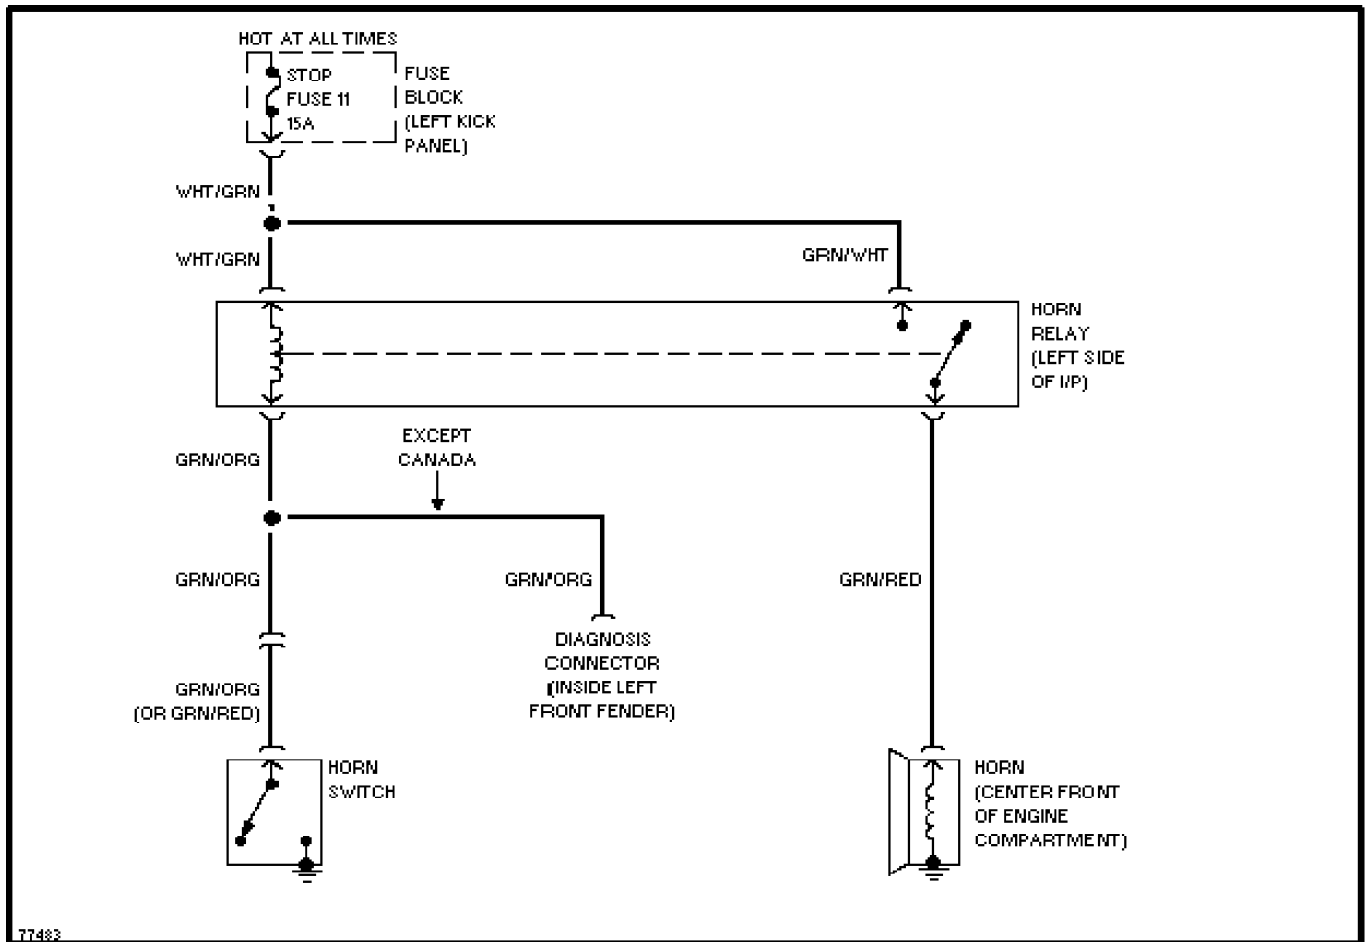 HOT AT ALL TIMES
STOP
FUSE 11
15A
FUSE
BLOCK
(LEFT KICK
PANEL)
WHT/GRN
WHT/GRN
GRN/WHT
HORN
RELAY
(LEFT SIDE
OF I/P)
GRN/ORG
EXCEPT
CANADA
GRN/ORG
GRN/ORG
GRN/RED
DIAGNOSIS
CONNECTOR
(INSIDE LEFT
FRONT FENDER)
GRN/ORG
(OR GRN/RED)
HORN
SWITCH
HORN
(CENTER FRONT
OF ENGINE
COMPARTMENT)
77483